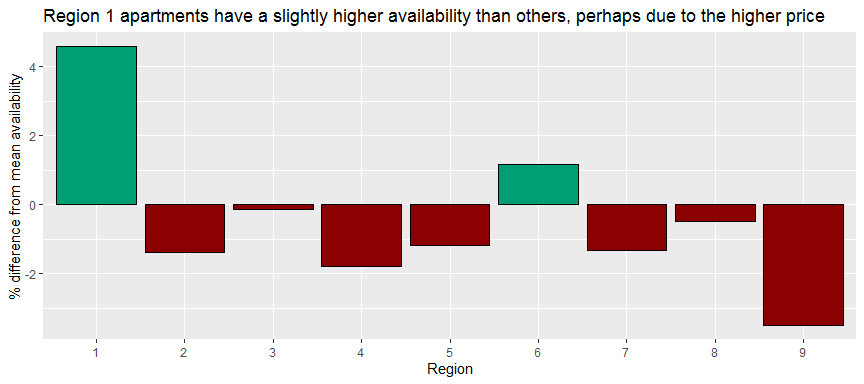 Region 1 apartments have a slightly higher availability than others, perhaps due to the higher price
% difference from mean availability
4
2
0
-2
1 2 3 4 5 6 7 8 9
Region